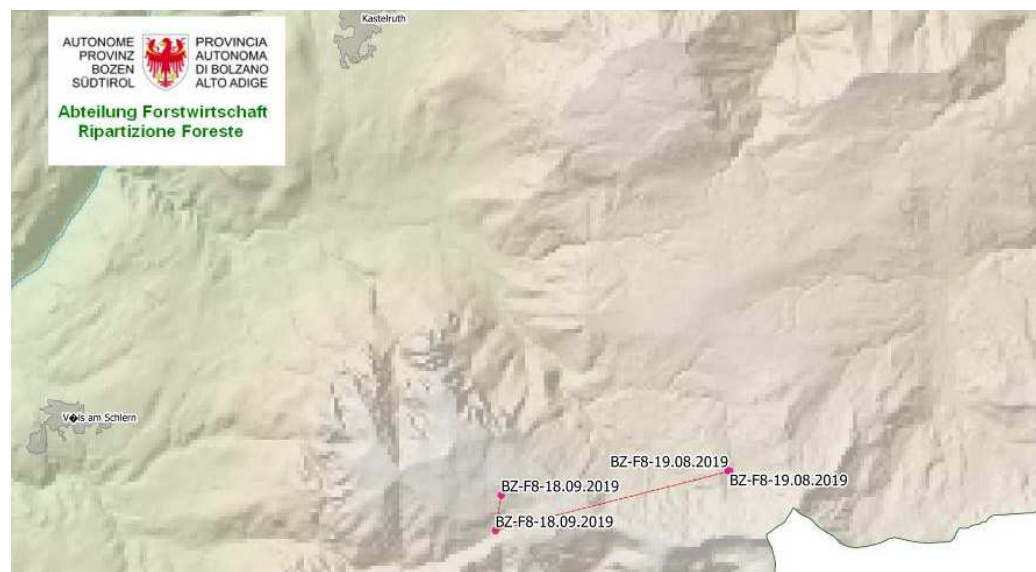 Kastelruth
AUTONOME
PROVINZ
BOZEN
SÜDTIROL
PROVINCIA
AUTONOMA
DI BOLZANO
ALTO ADIGE
Abteilung Forstwirtschaft
Ripartizione Foreste
V�ls am Schlern
BZ-F8-19.08.2019
BZ-F8-19.08.2019
BZ-F8-18.09.2019
BZ-F8-18.09.2019